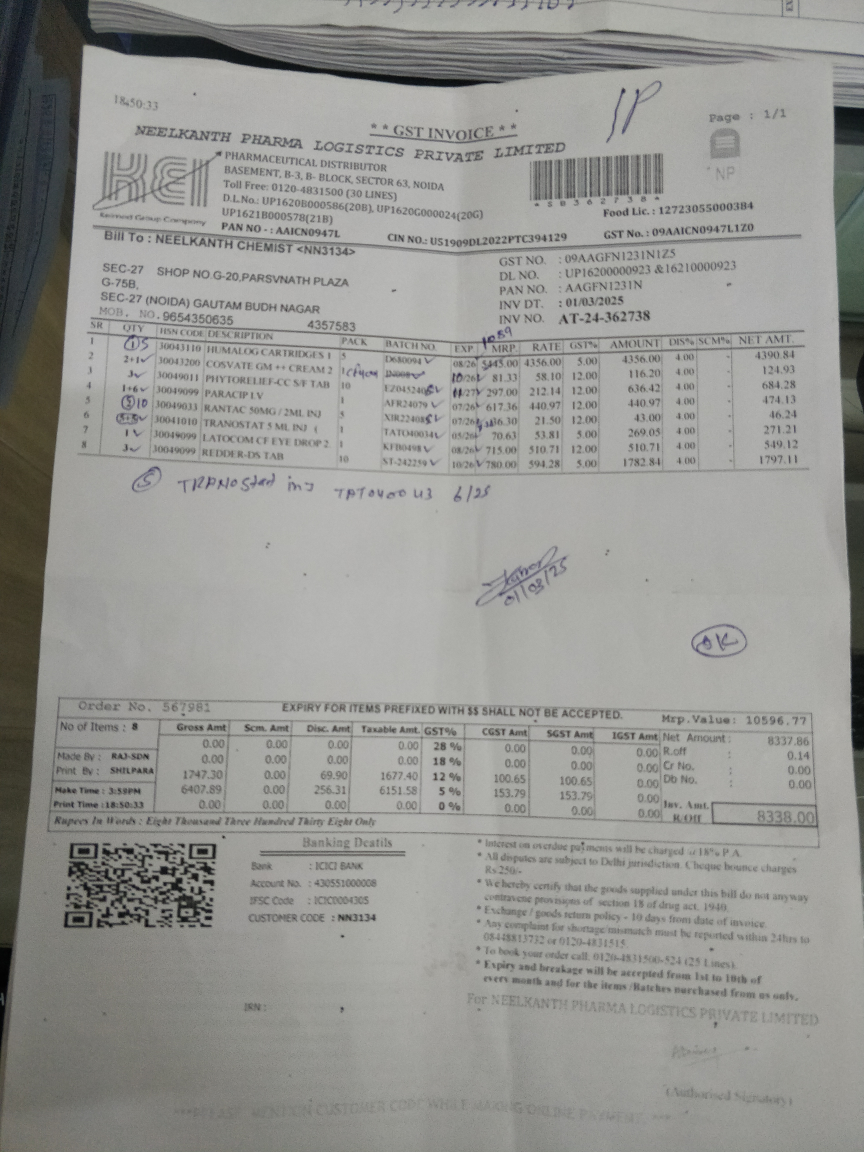 18:50:33
** GST INVOICE **
Page : 1/1
NEELKANTH PHARMA LOGISTICS PRIVATE LIMITED
KEI
Keimed Group Company
PHARMACEUTICAL DISTRIBUTOR
BASEMENT, B-3, B- BLOCK, SECTOR 63, NOIDA
Toll Free: 0120-4831500 (30 LINES)
D.L.No.: UP1620B000586(20B), UP1620G000024(20G)
UP1621B000578(21B)
PAN NO - : AAICN0947L
CIN NO.: U51909DL2022PTC394129
NP
*58362738*
Food Lic. : 12723055000384
GST No. : 09AAICN0947L1Z0
Bill To : NEELKANTH CHEMIST <NN3134>
SEC-27 SHOP NO.G-20,PARSVNATH PLAZA
G-75B,
SEC-27 (NOIDA) GAUTAM BUDH NAGAR
MOB. NO. 9654350635 4357583
GST NO. : 09AAGFN1231N1Z5
DL NO. : UP16200000923 &16210000923
PAN NO. : AAGFN1231N
INV DT. : 01/03/2025
INV NO. AT-24-362738
SR QTY HSN CODE DESCRIPTION PACK BATCH NO. EXP MRP. RATE GST% AMOUNT DIS% SCM% NET AMT.
1089
1 5 30043110 HUMALOG CARTRIDGES 5 D680094 08/26 4356.00 5.00 4356.00 4.00 - 4390.84
2 2+1 30043200 COSVATE GM ++ CREAM 2 10/26 81.33 58.10 12.00 116.20 4.00 - 124.93
3 3 30049011 PHYTORELIEF-CC S/F TAB 10 11/27 297.00 212.14 12.00 636.42 4.00 - 684.28
4 1+6 30049099 PARACIP I.V 1 AFR24079 07/26 617.36 440.97 12.00 440.97 4.00 - 474.13
5 10 30049033 RANTAC 50MG / 2ML INJ 5 07/26 21.50 12.00 43.00 4.00 - 46.24
6 5 30041010 TRANOSTAT 5 ML INJ 1 TATO40034 05/26 70.63 53.81 5.00 269.05 4.00 - 271.21
7 1 30049099 LATOCOM CF EYE DROP 2. 1 KFB0498 08/26 715.00 510.71 12.00 510.71 4.00 - 549.12
8 3 30049099 REDDER-DS TAB 10 ST-242259 10/26 780.00 594.28 5.00 1782.84 4.00 - 1797.11
5 TRANOStat inj TAT040043 6/25
01/03/25
OK
Order No. 567981 EXPIRY FOR ITEMS PREFIXED WITH $$ SHALL NOT BE ACCEPTED. Mrp.Value: 10596.77
No of Items : 8
Made By : RAJ-SDN
Print By : SHILPARA
Make Time : 3:58PM
Print Time :18:50:33
Gross Amt Scm. Amt Disc. Amt Taxable Amt. GST% CGST Amt SGST Amt IGST Amt
0.00 0.00 0.00 0.00 28 % 0.00 0.00 0.00
0.00 0.00 0.00 0.00 18 % 0.00 0.00 0.00
1747.30 0.00 69.90 1677.40 12 % 100.65 100.65 0.00
6407.89 0.00 256.31 6151.58 5 % 153.79 153.79 0.00
0.00 0.00 0.00 0.00 0 % 0.00 0.00 0.00
Net Amount : 8337.86
R.off : 0.14
Cr No. : 0.00
Db No. : 0.00
Inv. Amt. R/Off 8338.00
Rupees In Words : Eight Thousand Three Hundred Thirty Eight Only
Banking Deatils
Bank : ICICI BANK
Account No. : 430551000008
IFSC Code : ICIC0004305
CUSTOMER CODE : NN3134
* Interest on overdue payments will be charged @ 18% P.A.
* All disputes are subject to Delhi jurisdiction. Cheque bounce charges
Rs 250/-
* We hereby certify that the goods supplied under this bill do not anyway
contravene provisions of section 18 of drug act. 1940.
* Exchange / goods return policy - 10 days from date of invoice.
* Any complaint for shortage/mismatch must be reported within 24hrs to
08448813732 or 0120-4831515.
* To book your order call: 0120-4831500-524 (25 Lines).
* Expiry and breakage will be accepted from 1st to 10th of
every month and for the items /Batches purchased from us only.
IRN :
For NEELKANTH PHARMA LOGISTICS PRIVATE LIMITED
(Authorised Signatory)
***PLEASE MENTION CUSTOMER CODE WHILE MAKING ONLINE PAYMENT. ***